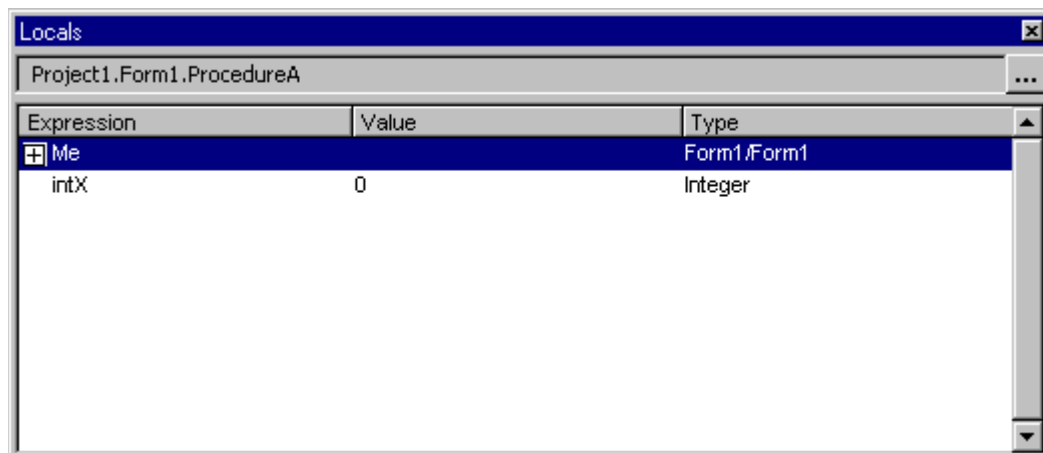 Locals
Project1.Form1.ProcedureA
...
Expression Value Type
Me Form1/Form1
intX 0 Integer